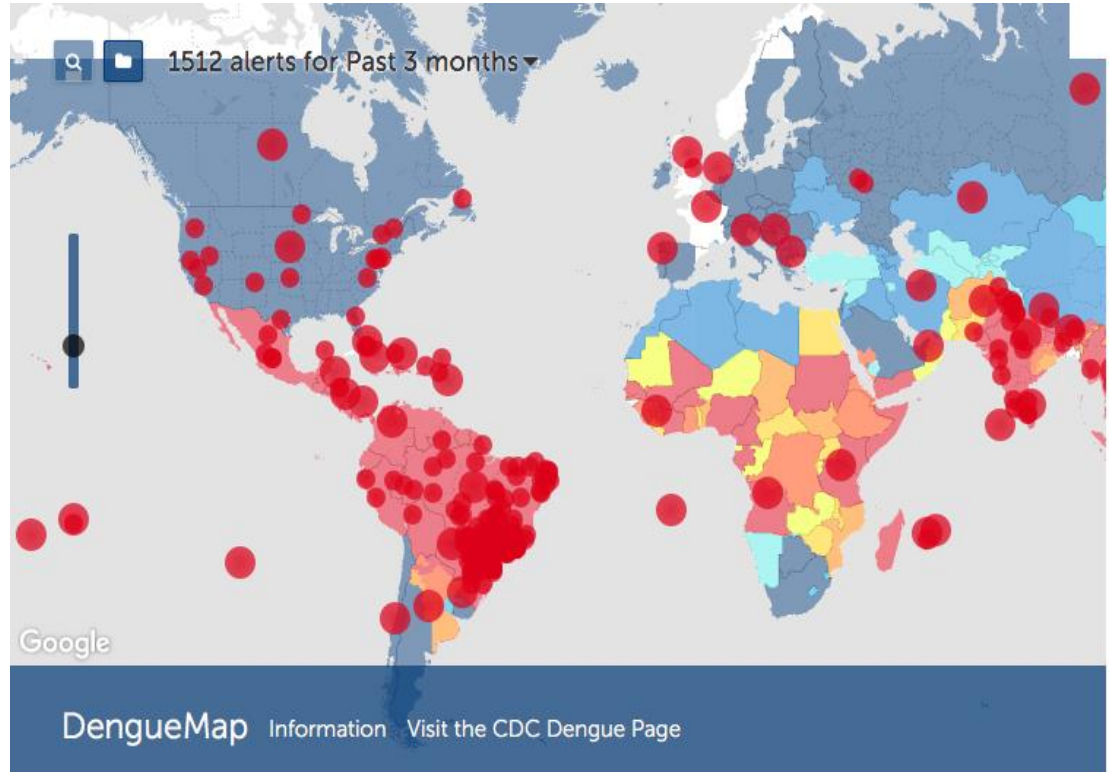 1512 alerts for Past 3 months
Google
DengueMap Information Visit the CDC Dengue Page